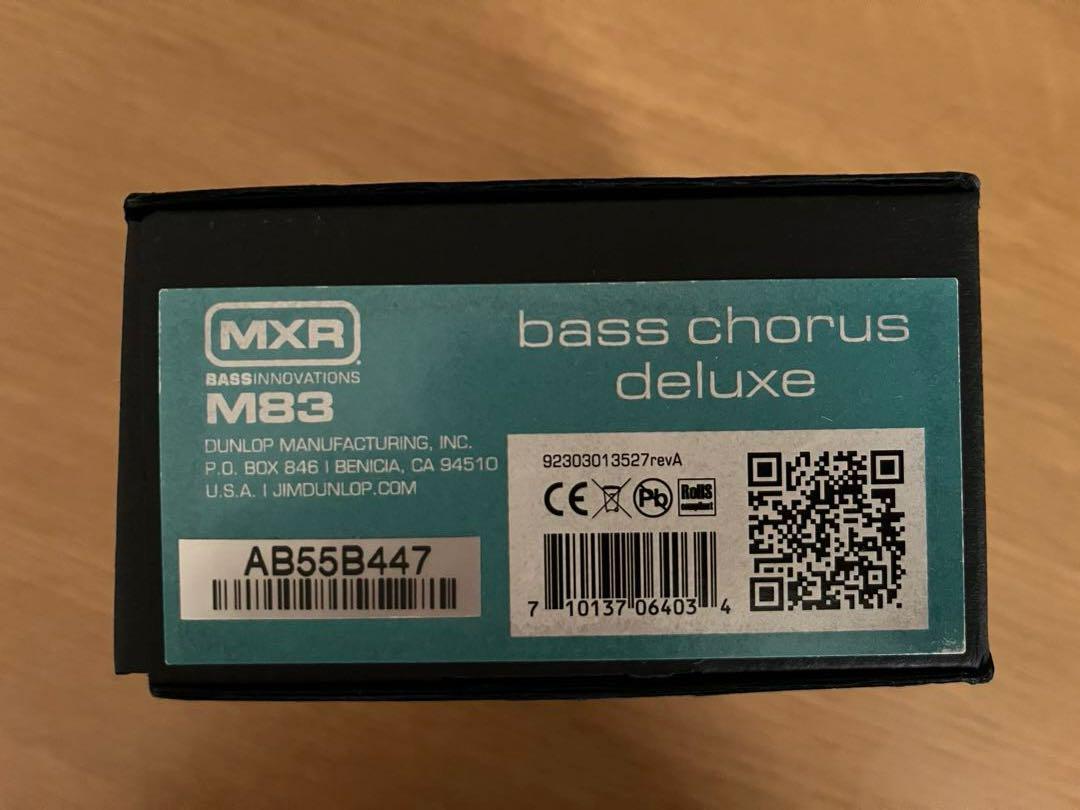 MXR
BASSINNOVATIONS
M83
DUNLOP MANUFACTURING, INC.
P.O. BOX 846 | BENICIA, CA 94510
U.S.A. | JIMDUNLOP.COM
AB55B447
bass chorus
deluxe
92303013527revA
CE Pb RoHS
compliant
7 10137 06403 4